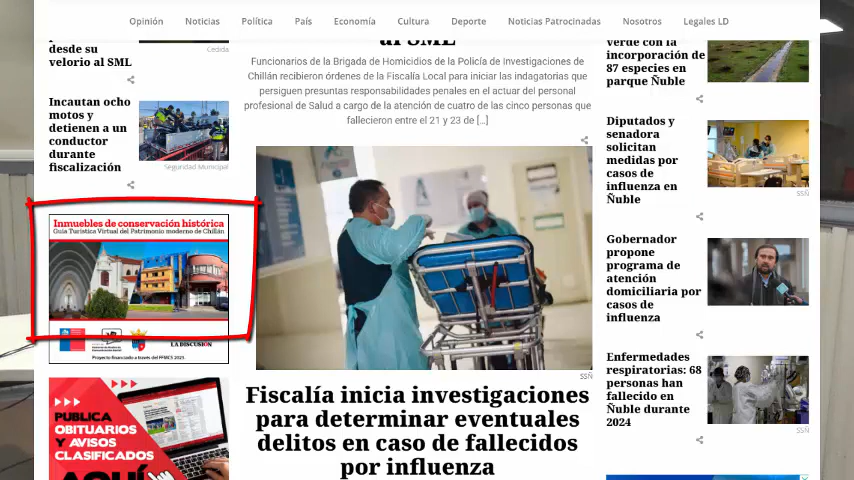 Opinión Noticias Política País Economía Cultura Deporte Noticias Patrocinadas Nosotros Legales LD
desde su
velorio al SML
Cedida
Incautan ocho
motos y
detienen a un
conductor
durante
fiscalización
Seguridad Municipal
Inmuebles de conservación histórica
Guía Turística Virtual del Patrimonio moderno de Chillán
LA DISCUSIÓN
Proyecto financiado a través del FFMCS 2023
PUBLICA
OBITUARIOS
Y AVISOS
CLASIFICADOS
AQUÍ
al SML
Funcionarios de la Brigada de Homicidios de la Policía de Investigaciones de
Chillán recibieron órdenes de la Fiscalía Local para iniciar las indagatorias que
persiguen presuntas responsabilidades penales en el actuar del personal
profesional de Salud a cargo de la atención de cuatro de las cinco personas que
fallecieron entre el 21 y 23 de [...]
SSÑ
Fiscalía inicia investigaciones
para determinar eventuales
delitos en caso de fallecidos
por influenza
verde con la
incorporación de
87 especies en
parque Ñuble
Diputados y
senadora
solicitan
medidas por
casos de
influenza en
Ñuble
SSÑ
Gobernador
propone
programa de
atención
domiciliaria por
casos de
influenza
Enfermedades
respiratorias: 68
personas han
fallecido en
Ñuble durante
2024
SSÑ